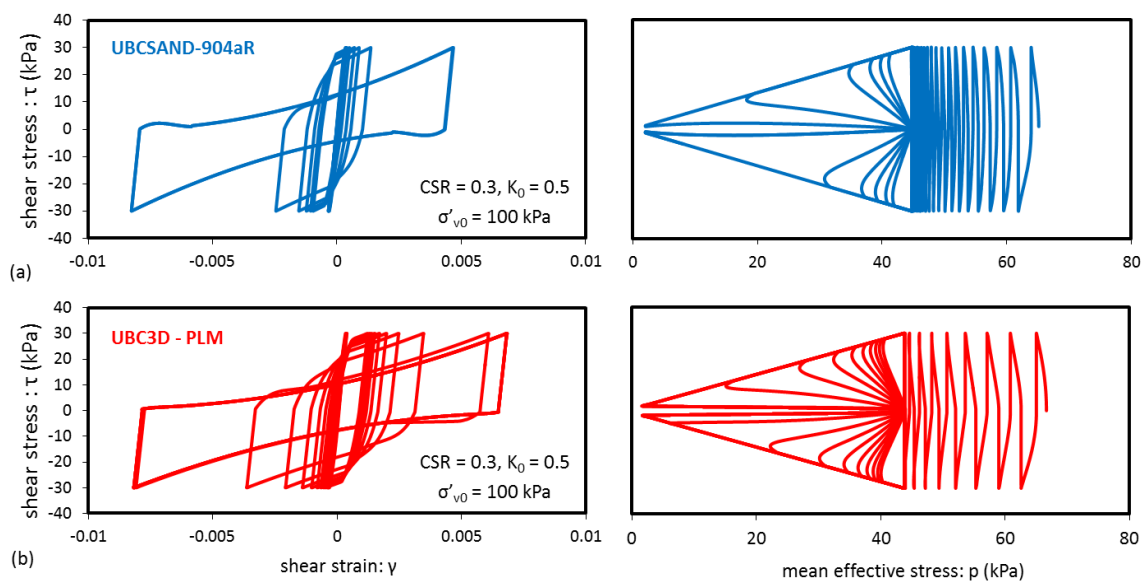 40
30
20
10
0
-10
-20
-30
-40
shear stress : τ (kPa)
UBCSAND-904aR
CSR = 0.3, K0 = 0.5
σ'v0 = 100 kPa
-0.01 -0.005 0 0.005 0.01
0 20 40 60 80
(a)
40
30
20
10
0
-10
-20
-30
-40
shear stress : τ (kPa)
UBC3D - PLM
CSR = 0.3, K0 = 0.5
σ'v0 = 100 kPa
-0.01 -0.005 0 0.005 0.01
0 20 40 60 80
(b)
shear strain: γ
mean effective stress: p (kPa)